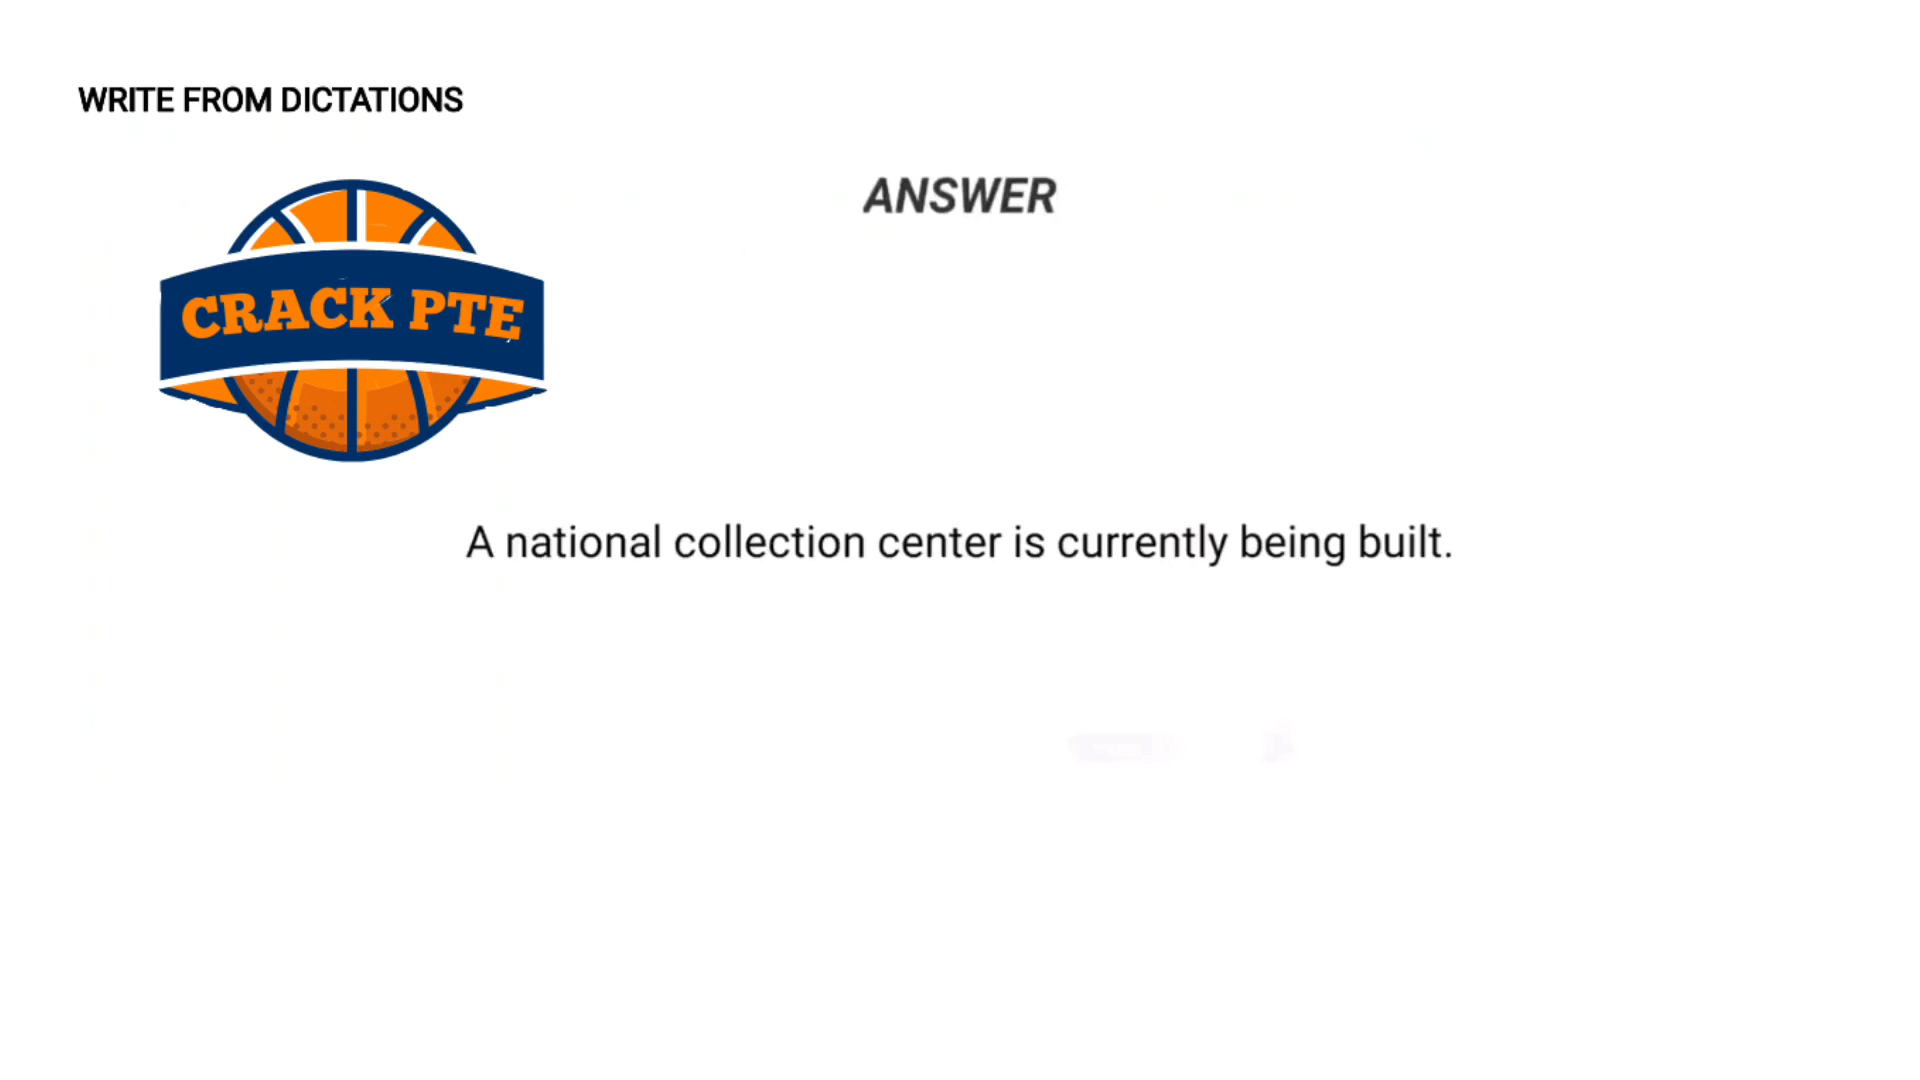 WRITE FROM DICTATIONS
ANSWER
CRACK PTE
A national collection center is currently being built.